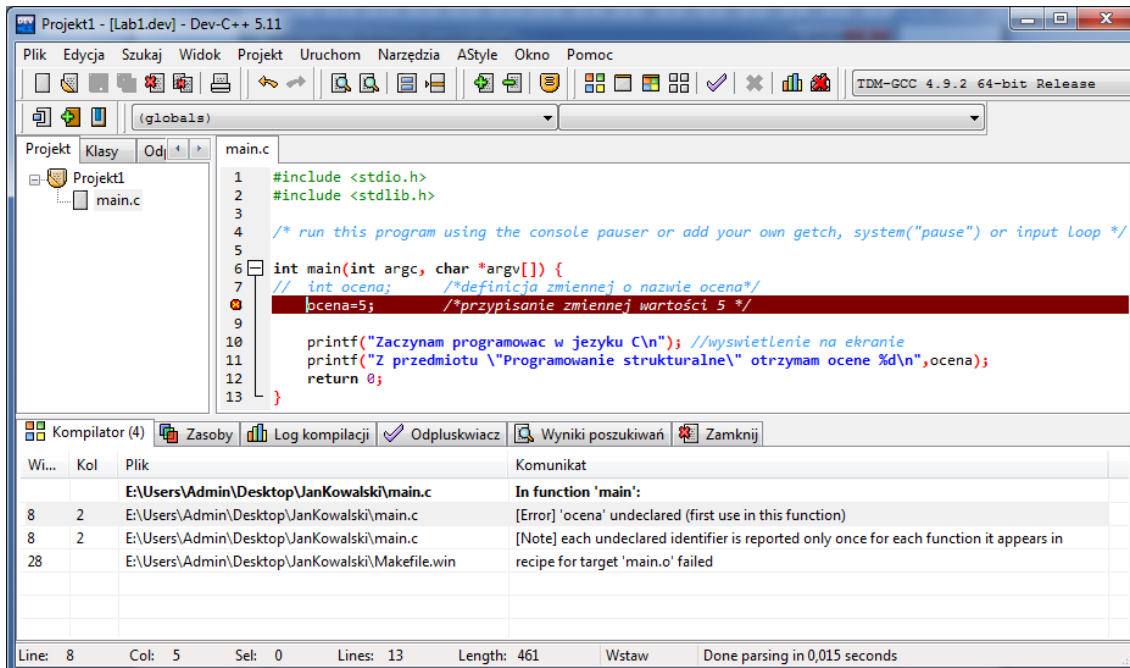 Projekt1 - [Lab1.dev] - Dev-C++ 5.11
Plik Edycja Szukaj Widok Projekt Uruchom Narzędzia AStyle Okno Pomoc
TDM-GCC 4.9.2 64-bit Release
(globals)
Projekt Klasy Odp
main.c
Projekt1
main.c
1 #include <stdio.h>
2 #include <stdlib.h>
3
4 /* run this program using the console pauser or add your own getch, system("pause") or input loop */
5
6 int main(int argc, char *argv[]) {
7 // int ocena; /*definicja zmiennej o nazwie ocena*/
ocena=5; /*przypisanie zmiennej wartości 5 */
9
10 printf("Zaczynam programowac w jezyku C\n"); //wyswietlenie na ekranie
11 printf("Z przedmiotu \"Programowanie strukturalne\" otrzymam ocene %d\n",ocena);
12 return 0;
13 }
Kompilator (4) Zasoby Log kompilacji Odpluskwiacz Wyniki poszukiwań Zamknij
Wi... Kol Plik Komunikat
E:\Users\Admin\Desktop\JanKowalski\main.c In function 'main':
8 2 E:\Users\Admin\Desktop\JanKowalski\main.c [Error] 'ocena' undeclared (first use in this function)
8 2 E:\Users\Admin\Desktop\JanKowalski\main.c [Note] each undeclared identifier is reported only once for each function it appears in
28 E:\Users\Admin\Desktop\JanKowalski\Makefile.win recipe for target 'main.o' failed
Line: 8 Col: 5 Sel: 0 Lines: 13 Length: 461 Wstaw Done parsing in 0,015 seconds